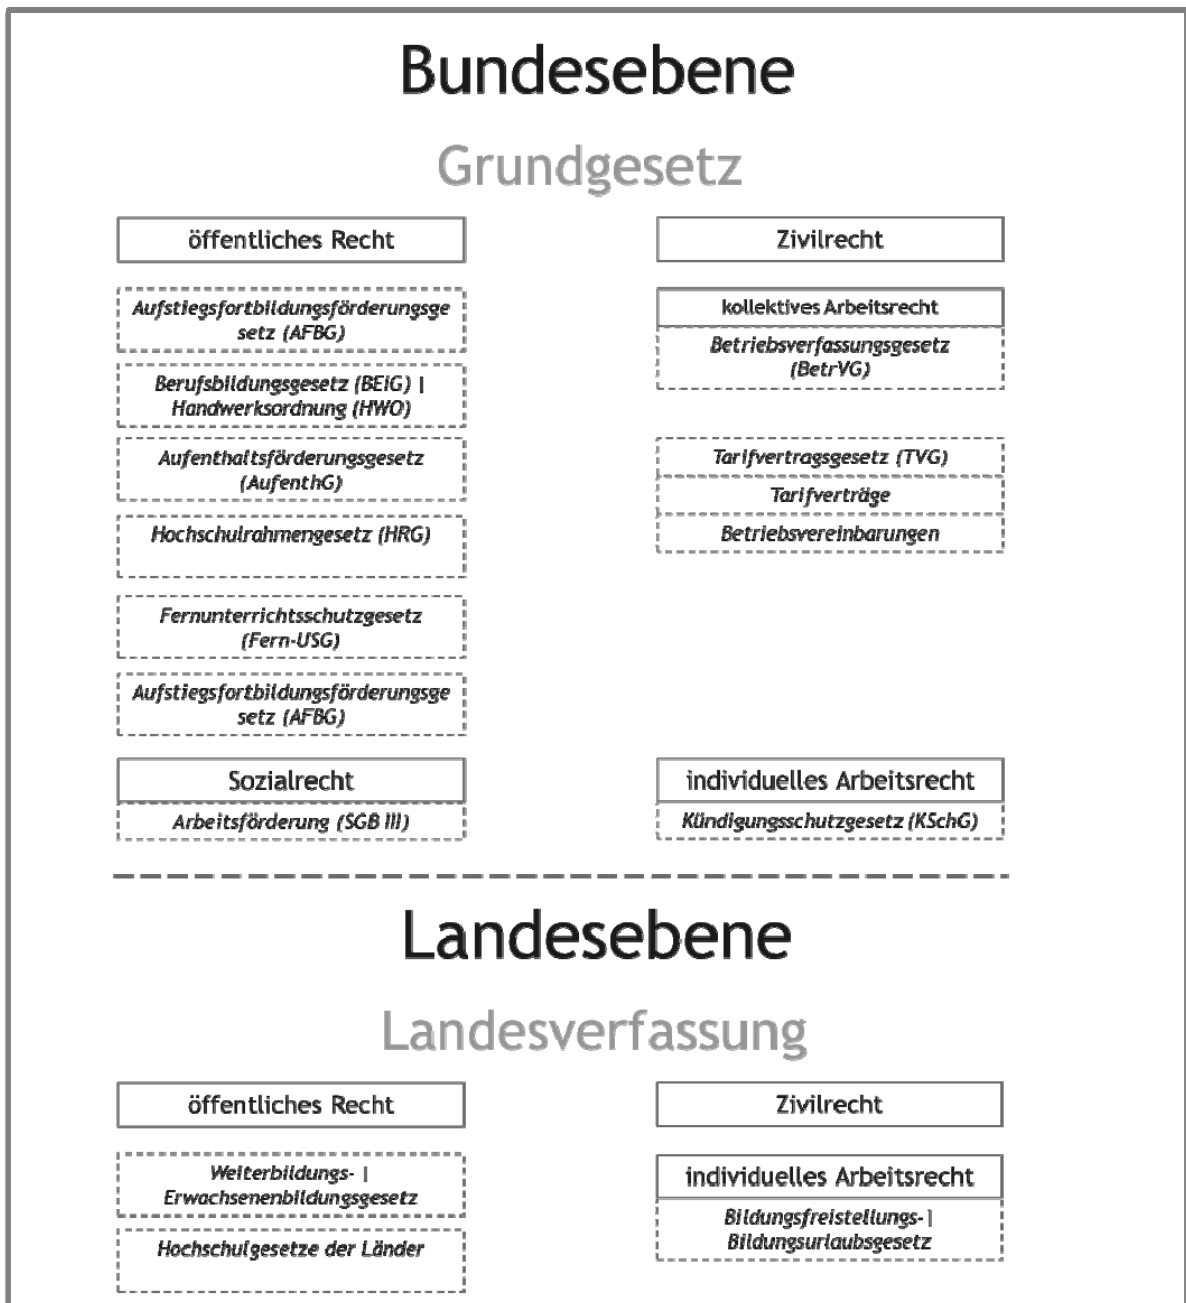 Bundesebene
Grundgesetz
öffentliches Recht
Aufstiegsfortbildungsförderungsge
setz (AFBG)
Berufsbildungsgesetz (BEiG) |
Handwerksordnung (HWO)
Aufenthaltsförderungsgesetz
(AufenthG)
Hochschulrahmengesetz (HRG)
Fernunterrichtsschutzgesetz
(Fern-USG)
Aufstiegsfortbildungsförderungsge
setz (AFBG)
Sozialrecht
Arbeitsförderung (SGB III)
Zivilrecht
kollektives Arbeitsrecht
Betriebsverfassungsgesetz
(BetrVG)
Tarifvertragsgesetz (TVG)
Tarifverträge
Betriebsvereinbarungen
individuelles Arbeitsrecht
Kündigungsschutzgesetz (KSchG)
Landesebene
Landesverfassung
öffentliches Recht
Weiterbildungs- |
Erwachsenenbildungsgesetz
Hochschulgesetze der Länder
Zivilrecht
individuelles Arbeitsrecht
Bildungsfreistellungs- |
Bildungsurlaubsgesetz